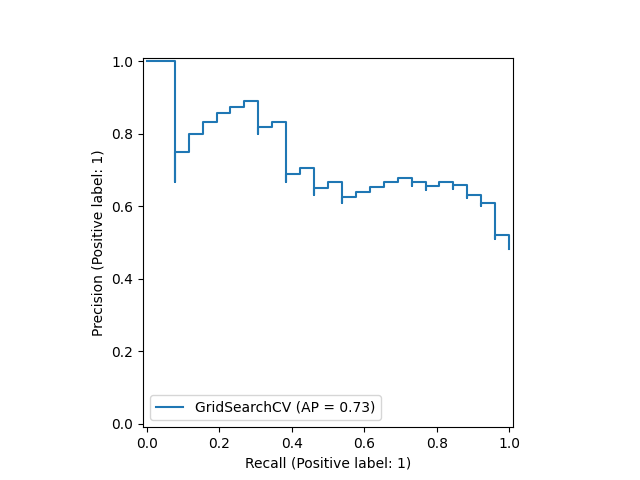 1.0
0.8
0.6
0.4
0.2
0.0
Precision (Positive label: 1)
GridSearchCV (AP = 0.73)
0.0 0.2 0.4 0.6 0.8 1.0
Recall (Positive label: 1)